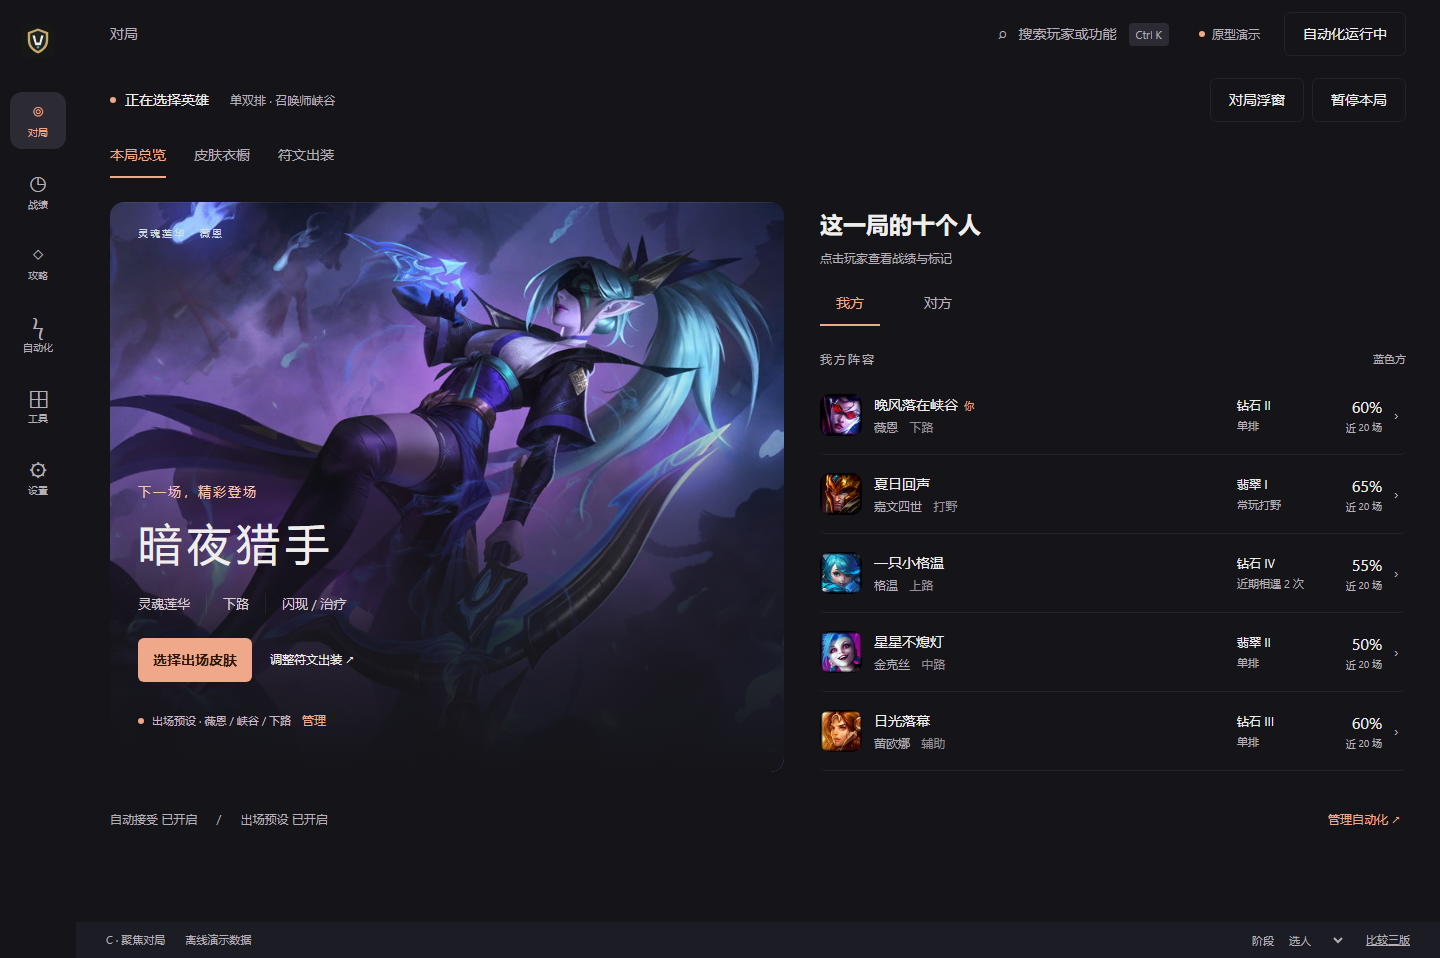 对局
搜索玩家或功能 Ctrl K
原型演示
自动化运行中
对局
战绩
攻略
自动化
工具
设置
正在选择英雄 单双排 · 召唤师峡谷
对局浮窗 暂停本局
本局总览 皮肤衣橱 符文出装
灵魂莲华 薇恩
下一场，精彩登场
暗夜猎手
灵魂莲华 下路 闪现 / 治疗
选择出场皮肤 调整符文出装 ↗
出场预设 · 薇恩 / 峡谷 / 下路 管理
这一局的十个人
点击玩家查看战绩与标记
我方 对方
我方阵容 蓝色方
晚风落在峡谷 你 钻石 II 60%
薇恩 下路 单排 近 20 场
夏日回声 翡翠 I 65%
嘉文四世 打野 常玩打野 近 20 场
一只小格温 钻石 IV 55%
格温 上路 近期相遇 2 次 近 20 场
星星不熄灯 翡翠 II 50%
金克丝 中路 单排 近 20 场
日光落幕 钻石 III 60%
蕾欧娜 辅助 单排 近 20 场
自动接受 已开启 / 出场预设 已开启 管理自动化 ↗
C · 聚焦对局 离线演示数据 阶段 选人 比较三版